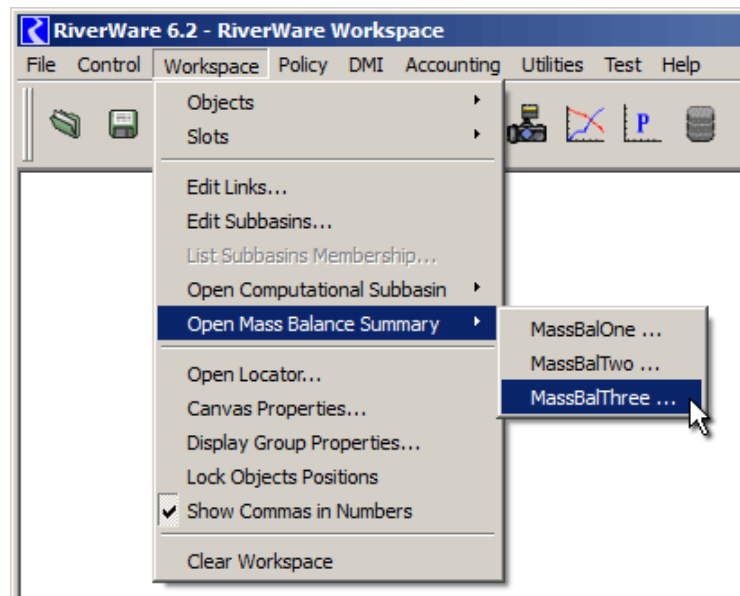 RiverWare 6.2 - RiverWare Workspace
File Control Workspace Policy DMI Accounting Utilities Test Help
P
Objects
Slots
Edit Links...
Edit Subbasins...
List Subbasins Membership...
Open Computational Subbasin
Open Mass Balance Summary
MassBalOne ...
MassBalTwo ...
MassBalThree ...
Open Locator...
Canvas Properties...
Display Group Properties...
Lock Objects Positions
Show Commas in Numbers
Clear Workspace